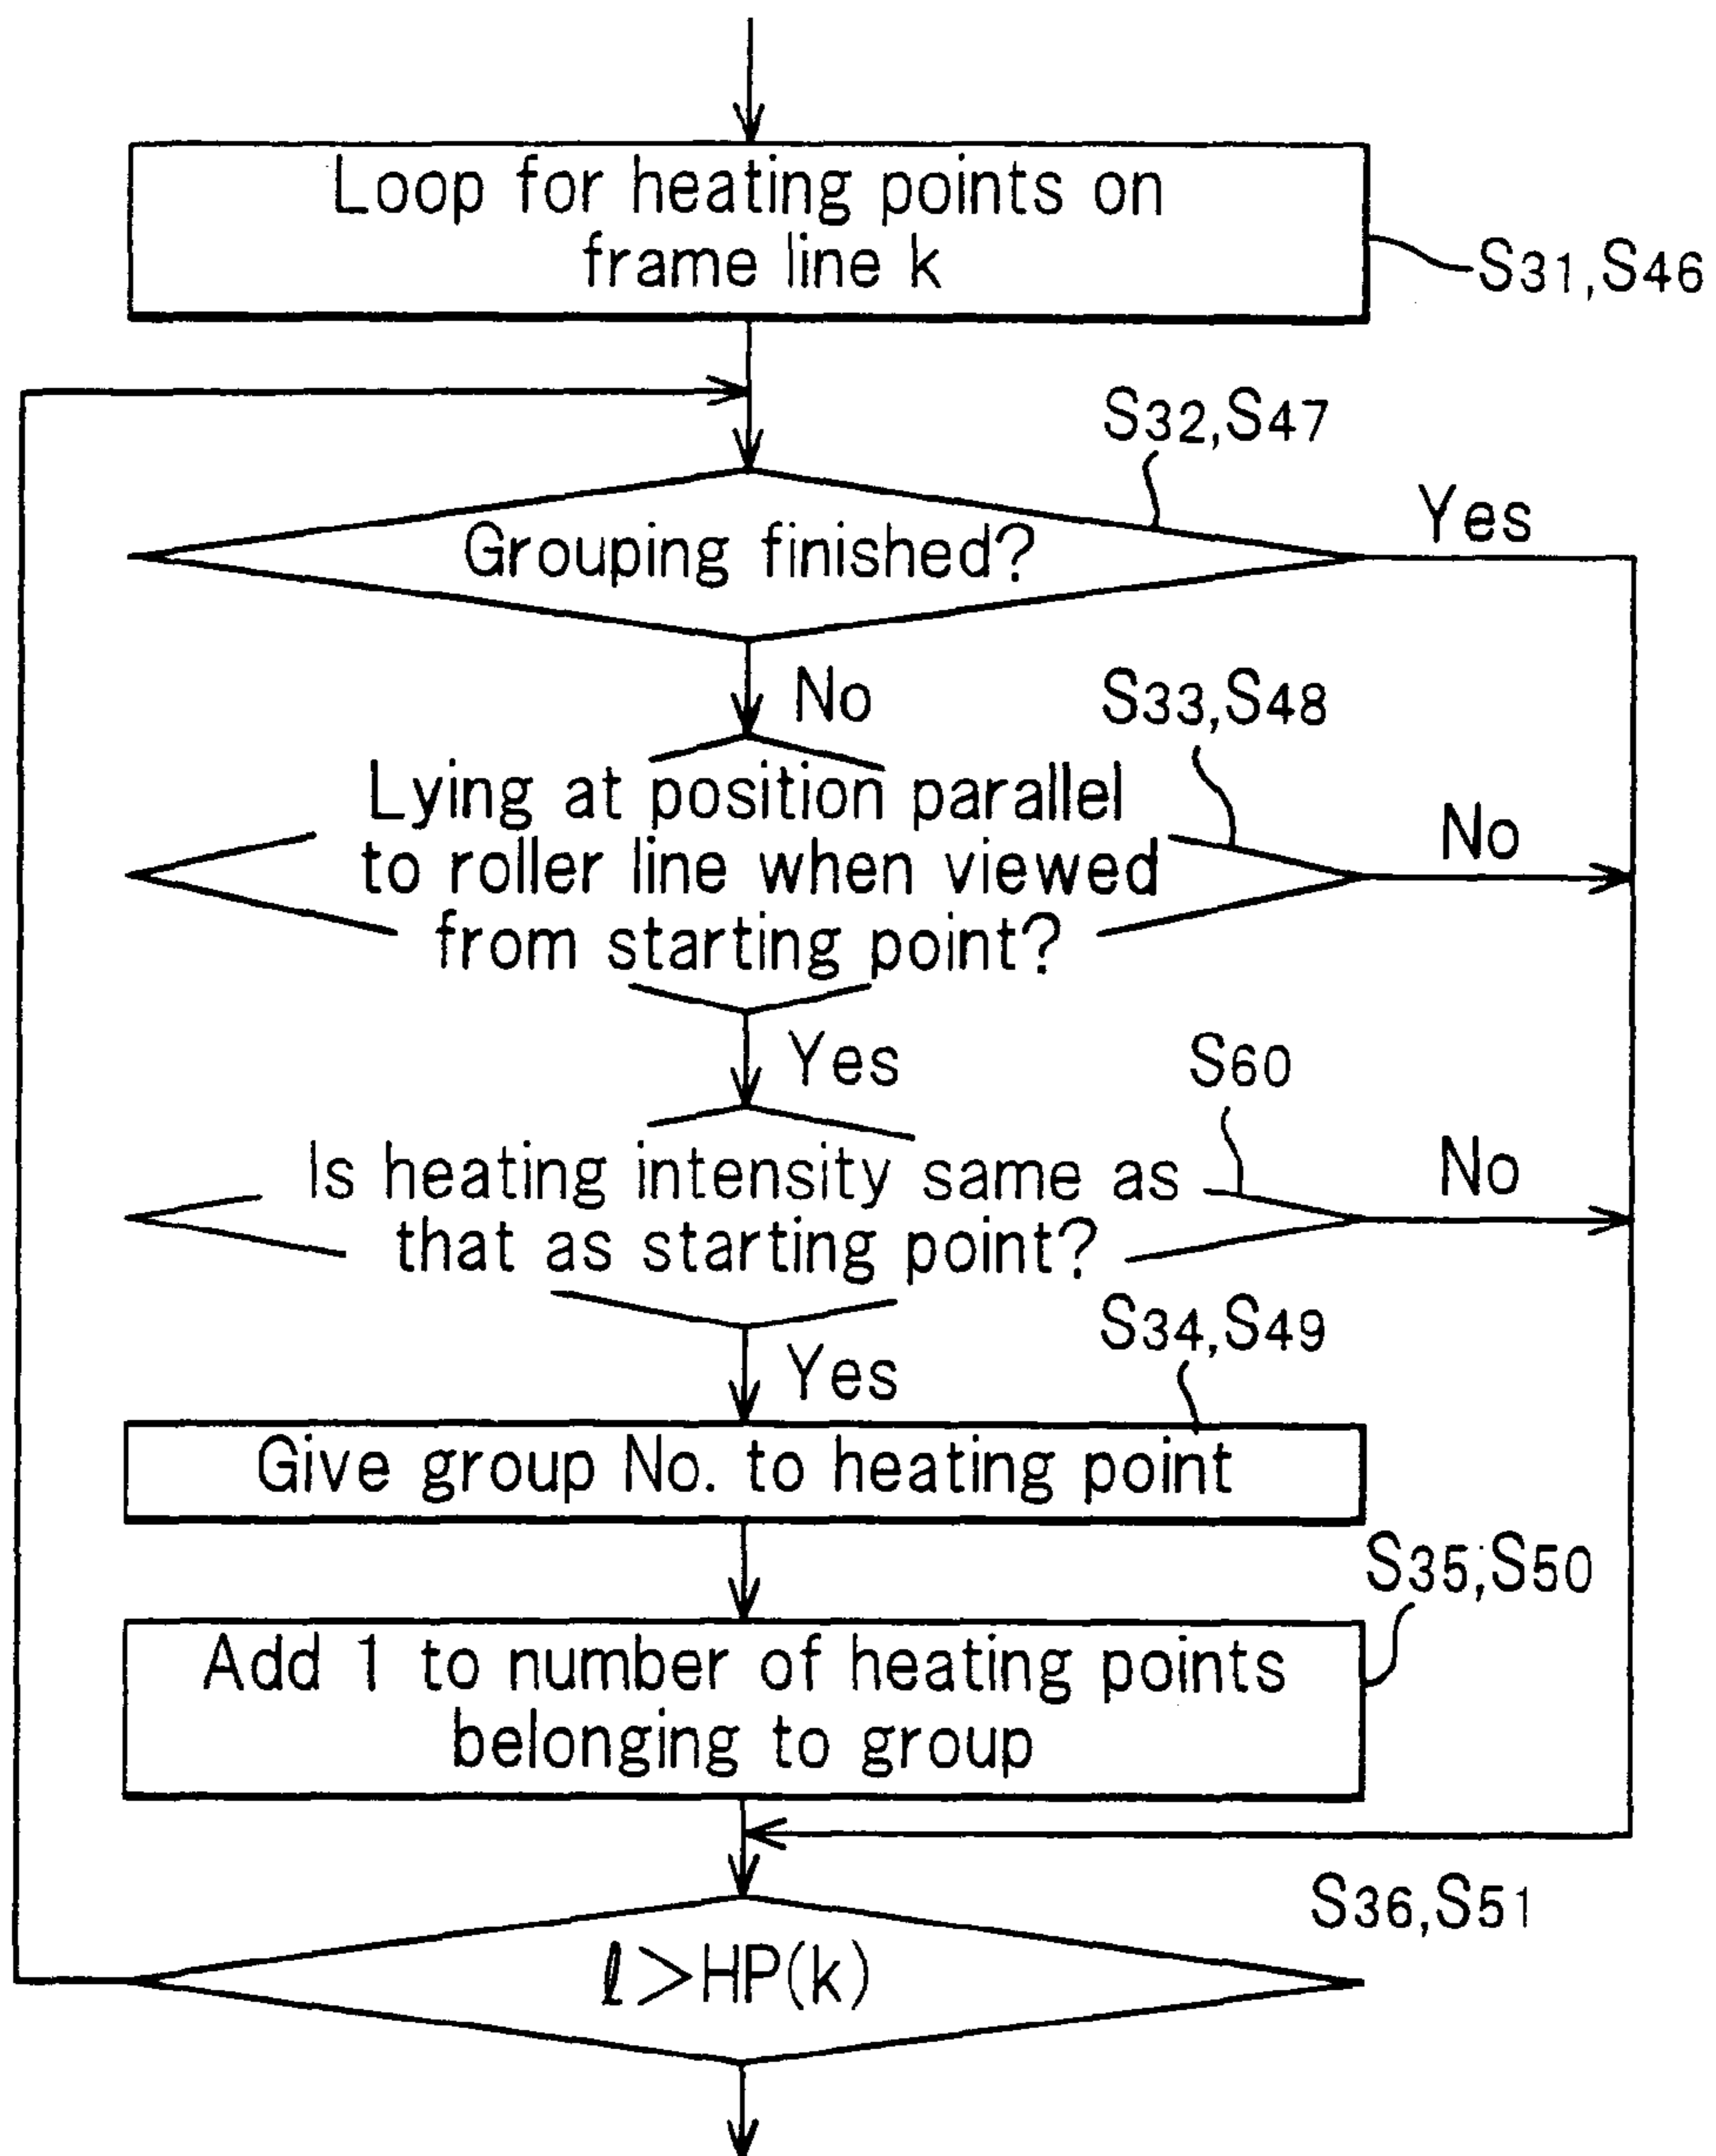 Loop for heating points on
frame line k
S31,S46
S32,S47
Yes
Grouping finished?
No
S33,S48
Lying at position parallel
to roller line when viewed
from starting point?
No
Yes
S60
Is heating intensity same as
that as starting point?
No
S34,S49
Yes
Give group No. to heating point
S35,S50
Add 1 to number of heating points
belonging to group
S36,S51
ℓ>HP(k)